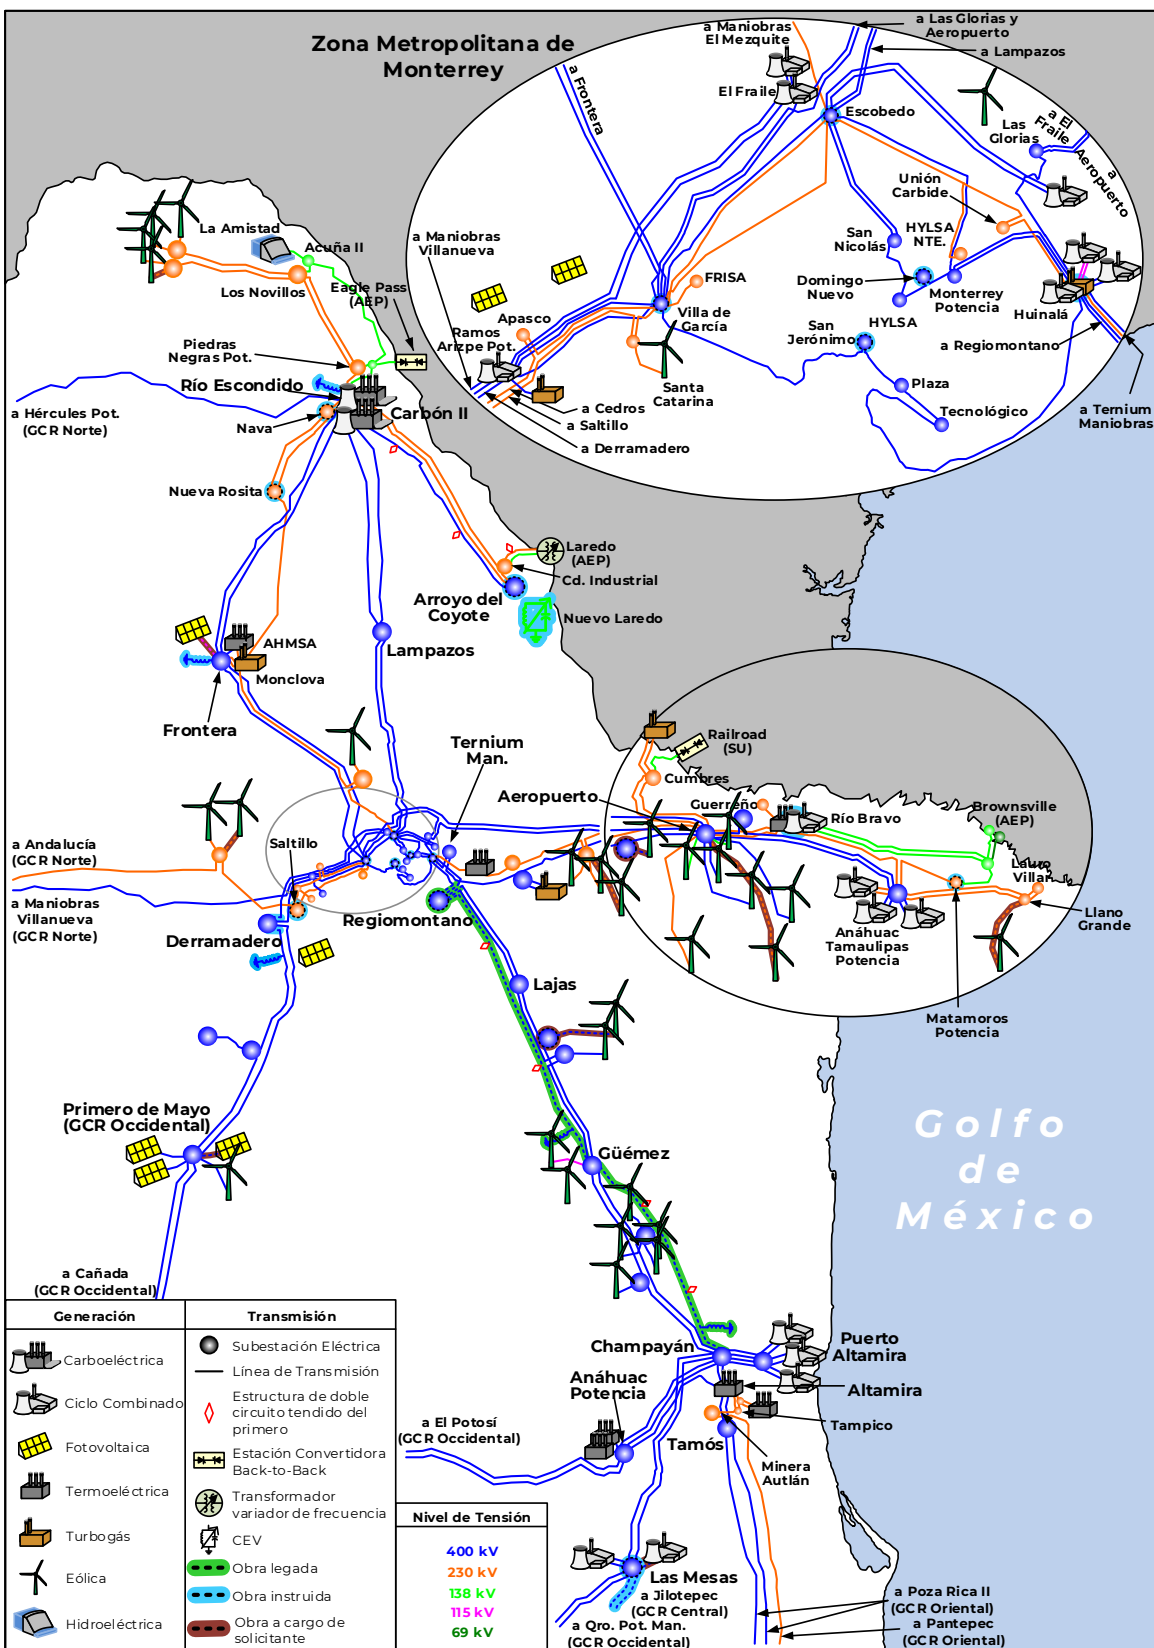 Zona Metropolitana de
Monterrey
a Maniobras
El Mezquite
a Las Glorias y
Aeropuerto
a Lampazos
a Frontera
El Fraile
Escobedo
Las
Glorias
a El
Fraile
a
Aeropuerto
Unión
Carbide
San
Nicolás
HYLSA
NTE.
a Maniobras
Villanueva
FRISA
Domingo
Nuevo
Monterrey
Potencia
Huinalá
HYLSA
Apasco
Villa de
García
San
Jerónimo
a Regiomontano
Ramos
Arizpe Pot.
Santa
Catarina
Plaza
Tecnológico
a Ternium
Maniobras
a Cedros
a Saltillo
a Derramadero
La Amistad
Acuña II
Los Novillos
Eagle Pass
(AEP)
Piedras
Negras Pot.
Río Escondido
a Hércules Pot.
(GCR Norte)
Nava
Carbón II
Nueva Rosita
Laredo
(AEP)
Cd. Industrial
Arroyo del
Coyote
Nuevo Laredo
AHMSA
Lampazos
Monclova
Frontera
Ternium
Man.
Railroad
(SU)
Cumbres
Aeropuerto
Guerreño
Río Bravo
Brownsville
(AEP)
Lauro
Villar
Saltillo
a Andalucía
(GCR Norte)
a Maniobras
Villanueva
(GCR Norte)
Regiomontano
Derramadero
Anáhuac
Tamaulipas
Potencia
Llano
Grande
Matamoros
Potencia
Lajas
Primero de Mayo
(GCR Occidental)
Güémez
Golfo
de
México
a Cañada
(GCR Occidental)
Champayán
Puerto
Altamira
Anáhuac
Potencia
Altamira
Tampico
a El Potosí
(GCR Occidental)
Tamós
Minera
Autlán
Las Mesas
a Jilotepec
(GCR Central)
a Qro. Pot. Man.
(GCR Occidental)
a Poza Rica II
(GCR Oriental)
a Pantepec
(GCR Oriental)
Generación
Carboeléctrica
Ciclo Combinado
Fotovoltaica
Termoeléctrica
Turbogás
Eólica
Hidroeléctrica
Transmisión
Subestación Eléctrica
Línea de Transmisión
Estructura de doble
circuito tendido del
primero
Estación Convertidora
Back-to-Back
Transformador
variador de frecuencia
CEV
Obra legada
Obra instruida
Obra a cargo de
solicitante
Nivel de Tensión
400 kV
230 kV
138 kV
115 kV
69 kV